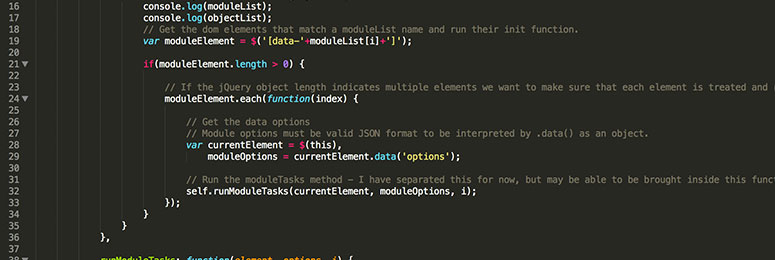 16 console.log(moduleList);
17 console.log(objectList);
18 // Get the dom elements that match a moduleList name and run their init function.
19 var moduleElement = $('[data-'+moduleList[i]+']');
20
21 if(moduleElement.length > 0) {
22
23 // If the jQuery object length indicates multiple elements we want to make sure that each element is treated and
24 moduleElement.each(function(index) {
25
26 // Get the data options
27 // Module options must be valid JSON format to be interpreted by .data() as an object.
28 var currentElement = $(this),
29 moduleOptions = currentElement.data('options');
30
31 // Run the moduleTasks method - I have separated this for now, but may be able to be brought inside this funct
32 self.runModuleTasks(currentElement, moduleOptions, i);
33 });
34 }
35 }
36 },
37
38 runModuleTasks: function(element, options, i) {